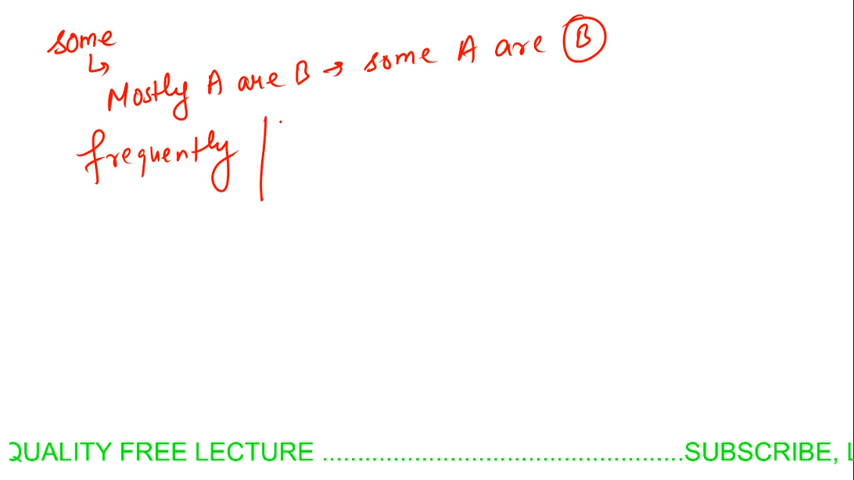 some
↳ Mostly A are B → some A are B
frequently |
QUALITY FREE LECTURE ...................................................SUBSCRIBE, L